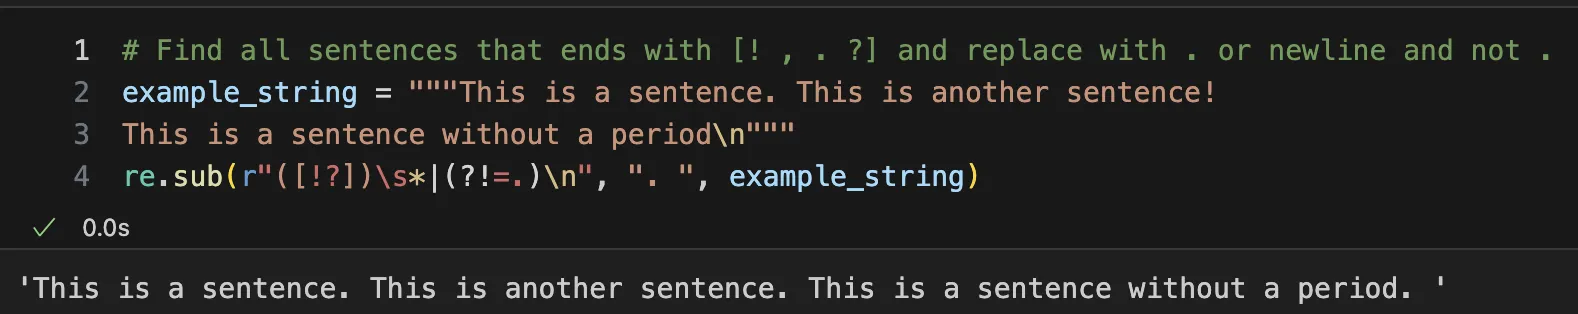 1 # Find all sentences that ends with [! , . ?] and replace with . or newline and not .
2 example_string = """This is a sentence. This is another sentence!
3 This is a sentence without a period\n"""
4 re.sub(r"([!?])\s*|(?!=.)\n", ". ", example_string)
✓ 0.0s
'This is a sentence. This is another sentence. This is a sentence without a period. '